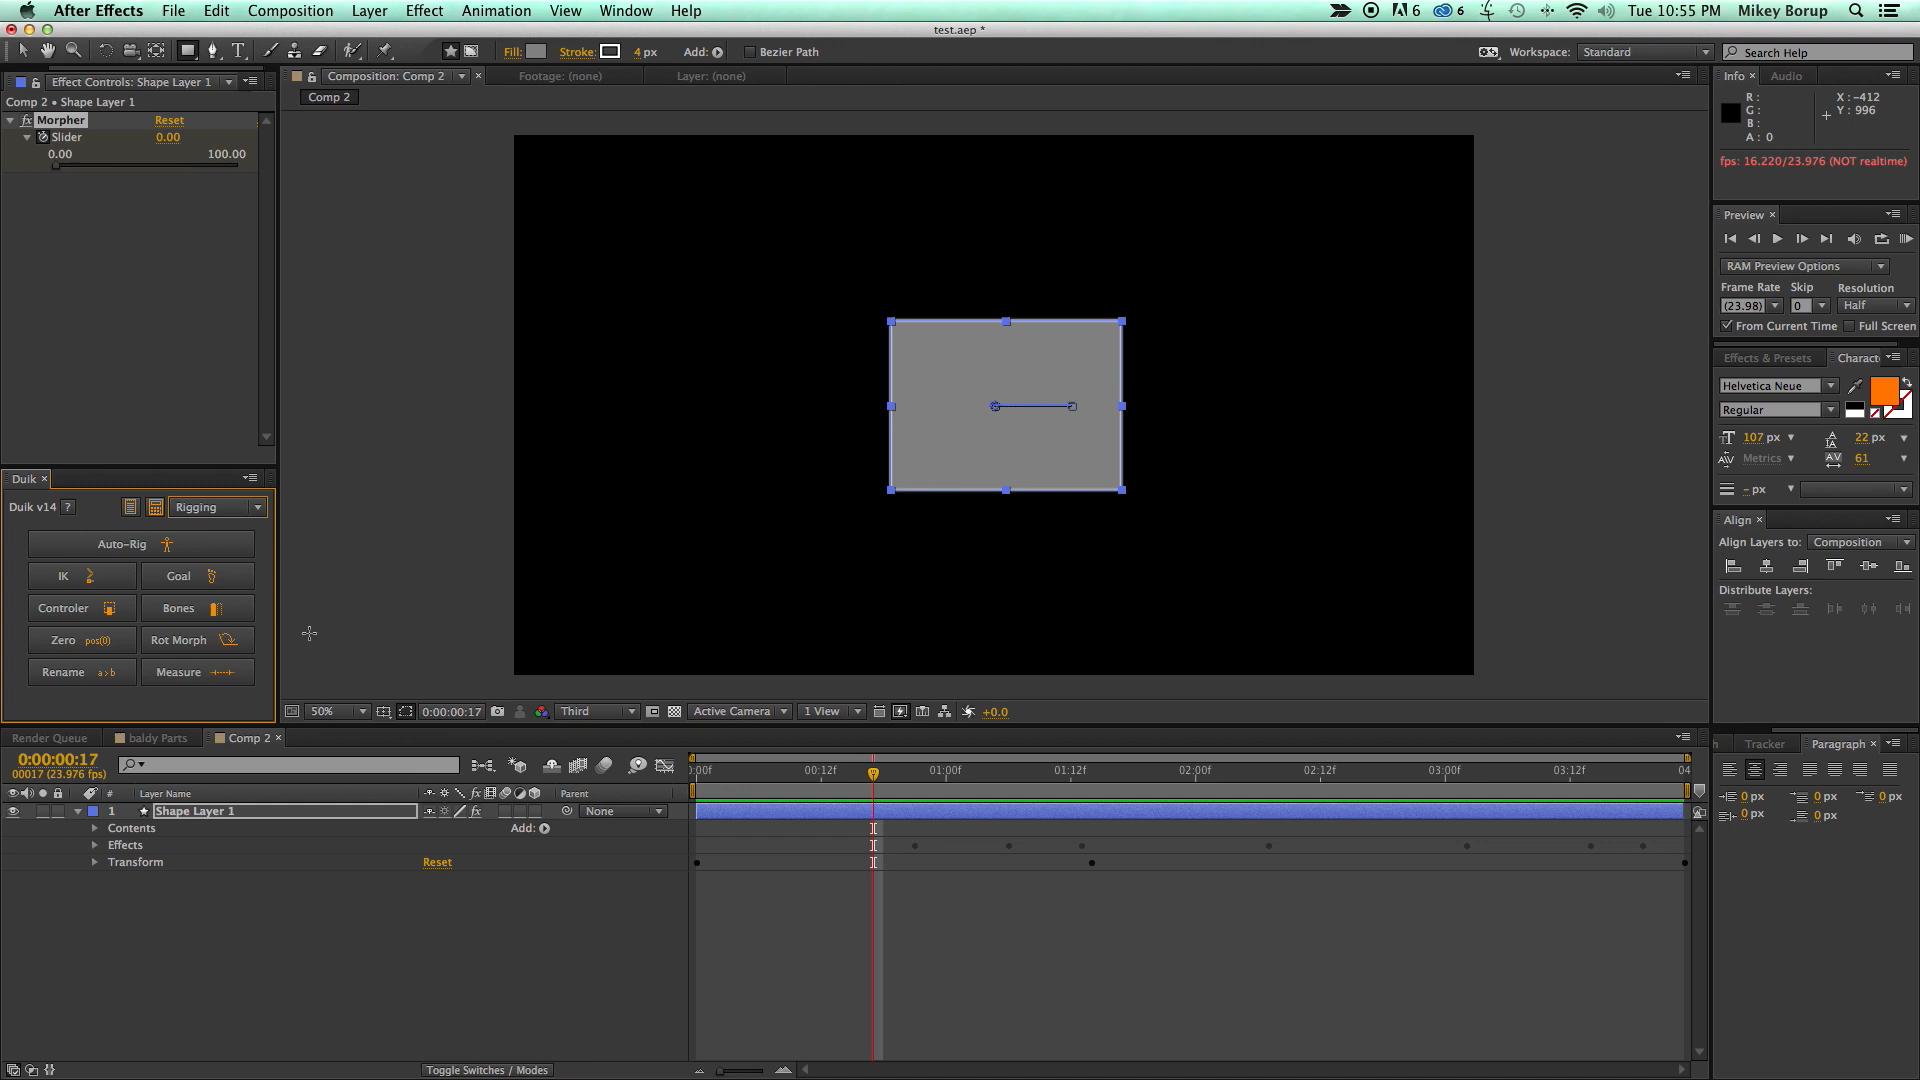 After Effects File Edit Composition Layer Effect Animation View Window Help 6 6 Tue 10:55 PM Mikey Borup
test.aep *
T Fill: Stroke: 4 px Add: Bezier Path Workspace: Standard Search Help
Effect Controls: Shape Layer 1
Comp 2 • Shape Layer 1
fx Morpher Reset
Slider 0.00
0.00 100.00
Composition: Comp 2 Footage: (none) Layer: (none)
Comp 2
Info Audio
R: X : -412
G: Y : 996
B:
A: 0
fps: 16.220/23.976 (NOT realtime)
Preview
RAM Preview Options
Frame Rate Skip Resolution
(23.98) 0 Half
From Current Time Full Screen
Effects & Presets Charact
Helvetica Neue
Regular
107 px 22 px
Metrics 61
- px
Align
Align Layers to: Composition
Distribute Layers:
Duik
Duik v14 ? Rigging
Auto-Rig
IK Goal
Controler Bones
Zero pos(0) Rot Morph
Rename a>b Measure
50% 0:00:00:17 Third Active Camera 1 View +0.0
Render Queue baldy Parts Comp 2
0:00:00:17
00017 (23.976 fps)
:00f 00:12f 01:00f 01:12f 02:00f 02:12f 03:00f 03:12f 04
# Layer Name fx Parent
1 Shape Layer 1 fx None
Contents Add:
Effects
Transform Reset
Toggle Switches / Modes
Tracker Paragraph
0 px 0 px 0 px
0 px 0 px